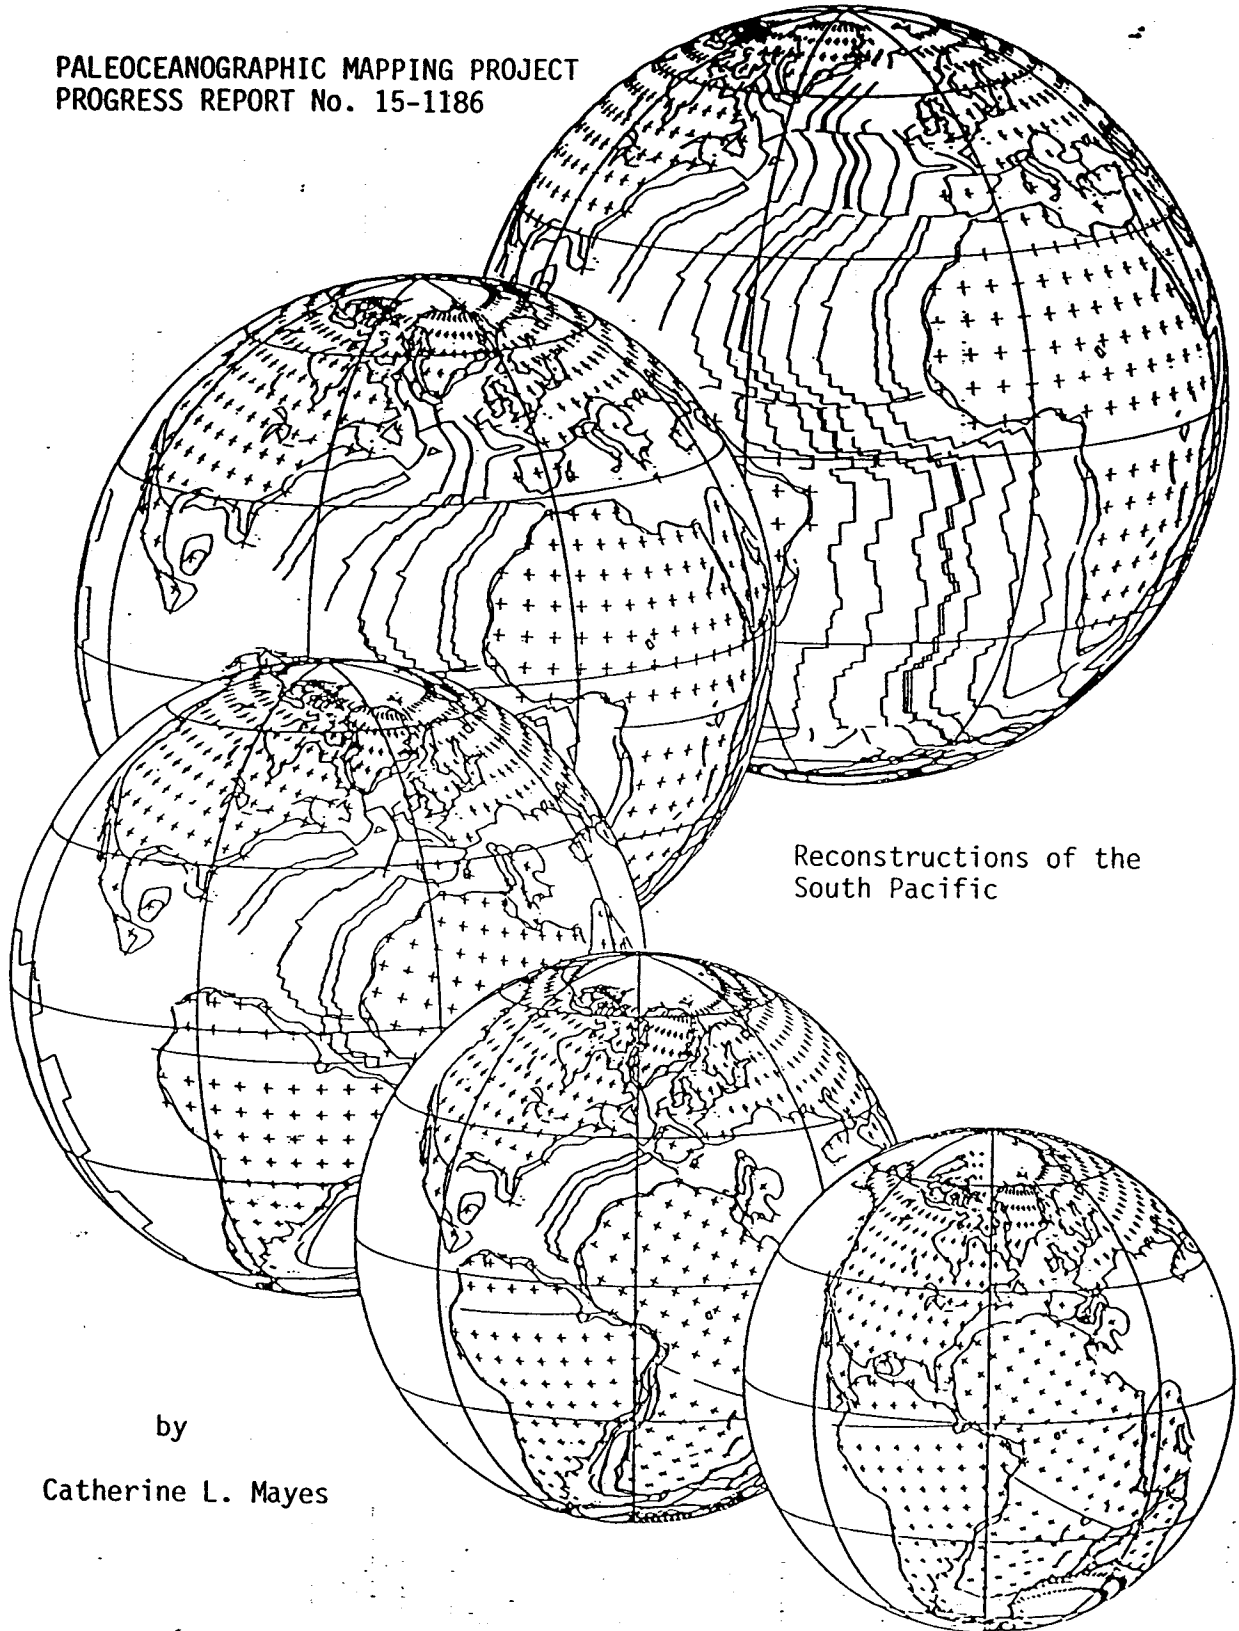 PALEOCEANOGRAPHIC MAPPING PROJECT
PROGRESS REPORT No. 15-1186
Reconstructions of the
South Pacific
by
Catherine L. Mayes